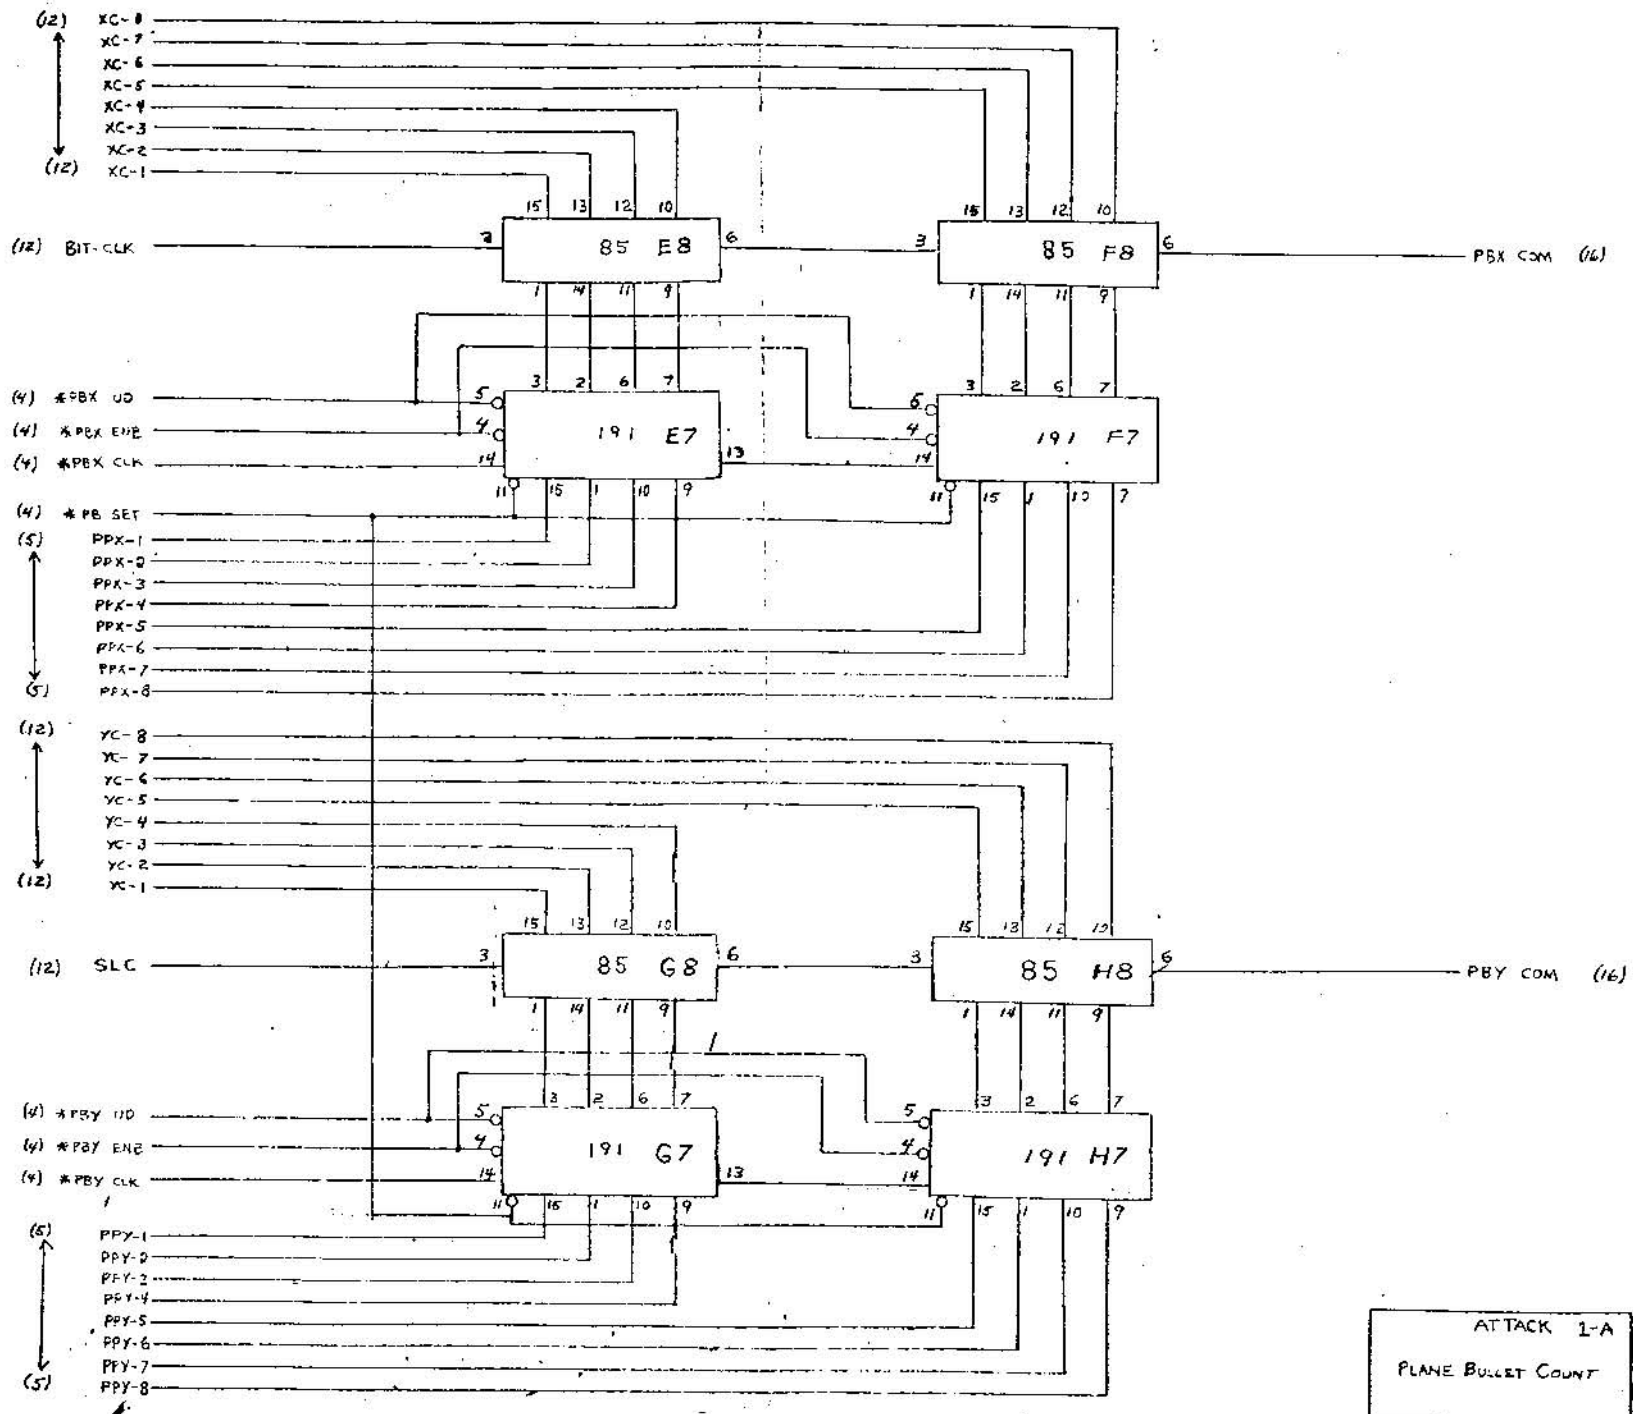 (12) XC-8
XC-7
XC-6
XC-5
XC-4
XC-3
XC-2
(12) XC-1
15 13 12 10
15 13 12 10
(12) BIT-CLK 3 85 E8 6 3 85 F8 6 PBX COM (16)
1 14 11 9
1 14 11 9
3 2 6 7
3 2 6 7
(4) *PBX UD 5 5
(4) *PBX ENB 4 191 E7 4 191 F7
(4) *PBX CLK 14 13 14
11 15 1 10 9
11 15 1 10 7
(4) *PB SET
(5) PPX-1
PPX-2
PPX-3
PPX-4
PPX-5
PPX-6
PPX-7
(5) PPX-8
(12) YC-8
YC-7
YC-6
YC-5
YC-4
YC-3
YC-2
(12) YC-1
15 13 12 10
15 13 12 10
(12) SLC 3 85 G8 6 3 85 H8 6 PBY COM (16)
1 14 11 9
1 14 11 9
3 2 6 7
3 2 6 7
(4) *PBY UD 5 5
(4) *PBY ENB 4 191 G7 4 191 H7
(4) *PBY CLK 14 13 14
11 15 1 10 9
11 15 1 10 9
(5) PPY-1
PPY-2
PPY-3
PPY-4
PPY-5
PPY-6
PPY-7
(5) PPY-8
ATTACK 1-A
PLANE BULLET COUNT